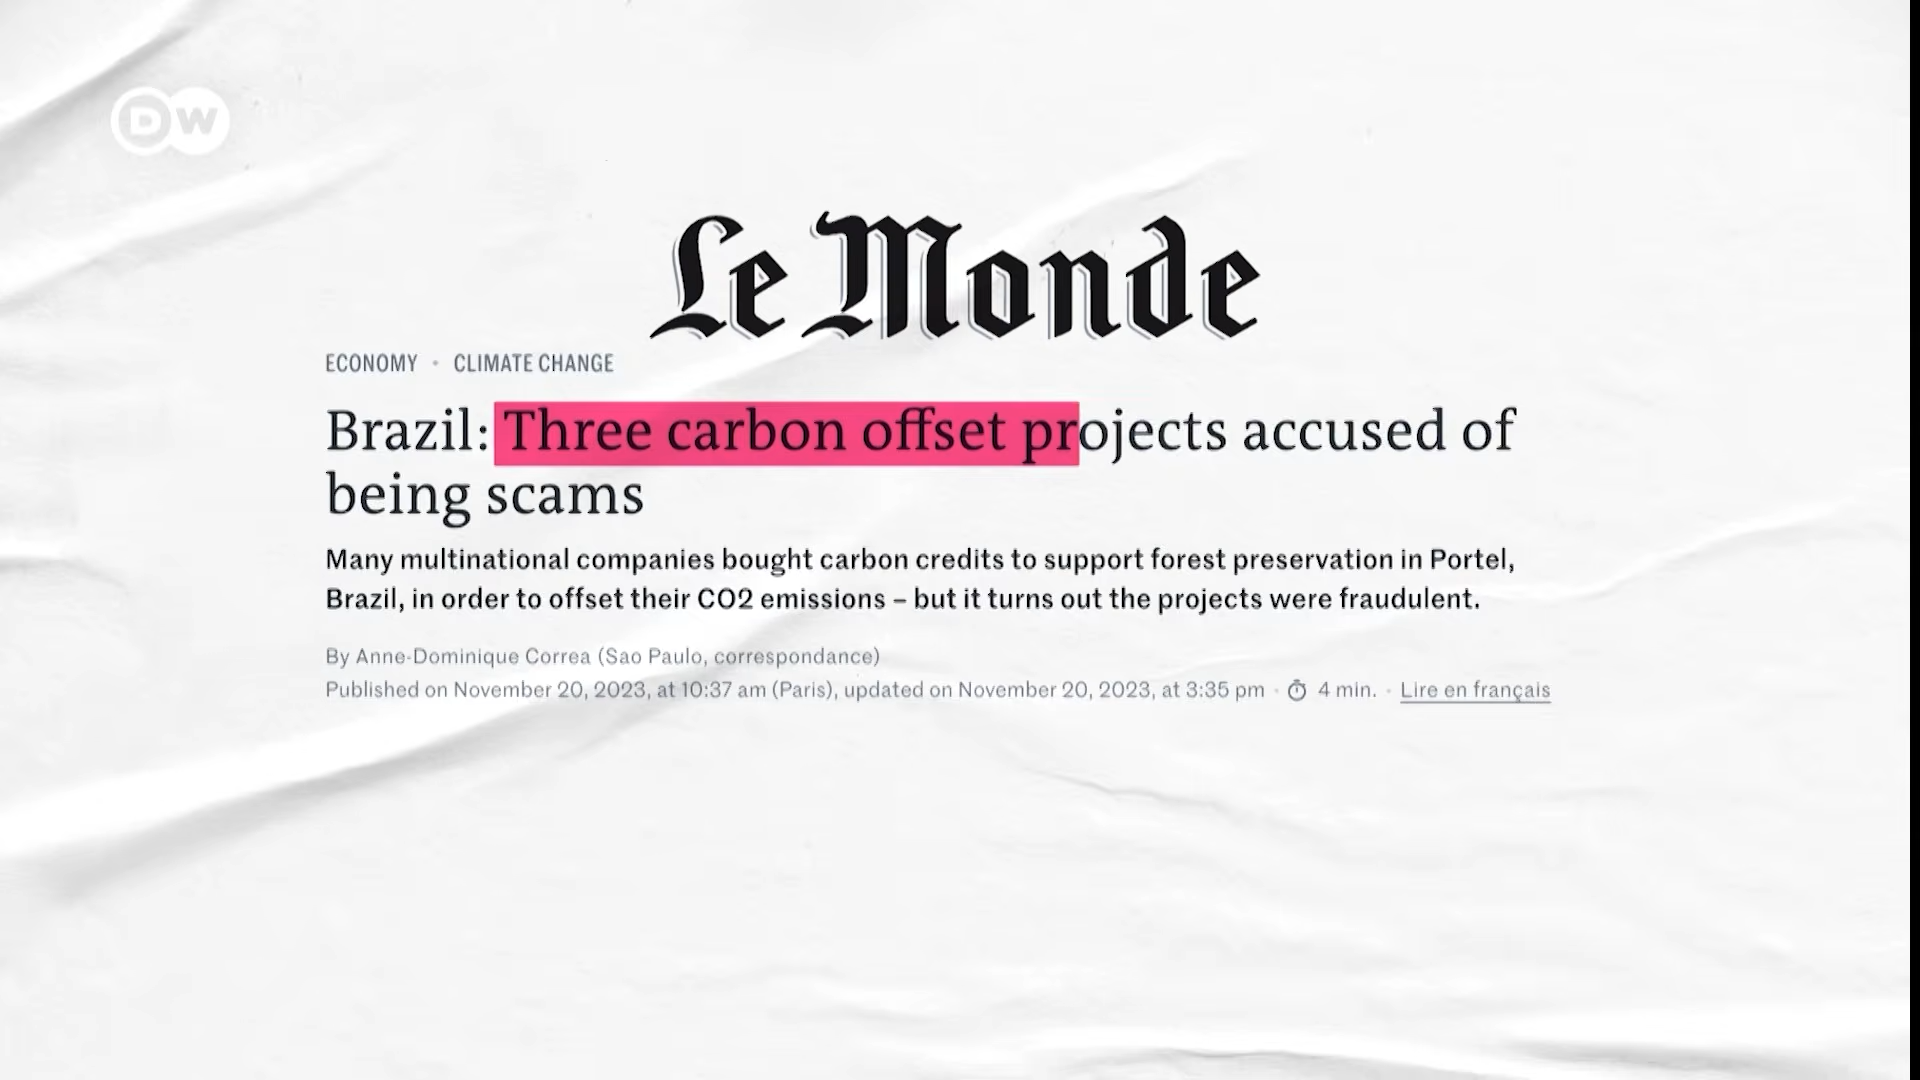 DW
Le Monde
ECONOMY • CLIMATE CHANGE
Brazil: Three carbon offset projects accused of
being scams
Many multinational companies bought carbon credits to support forest preservation in Portel,
Brazil, in order to offset their CO2 emissions – but it turns out the projects were fraudulent.
By Anne-Dominique Correa (Sao Paulo, correspondance)
Published on November 20, 2023, at 10:37 am (Paris), updated on November 20, 2023, at 3:35 pm • 4 min. • Lire en français